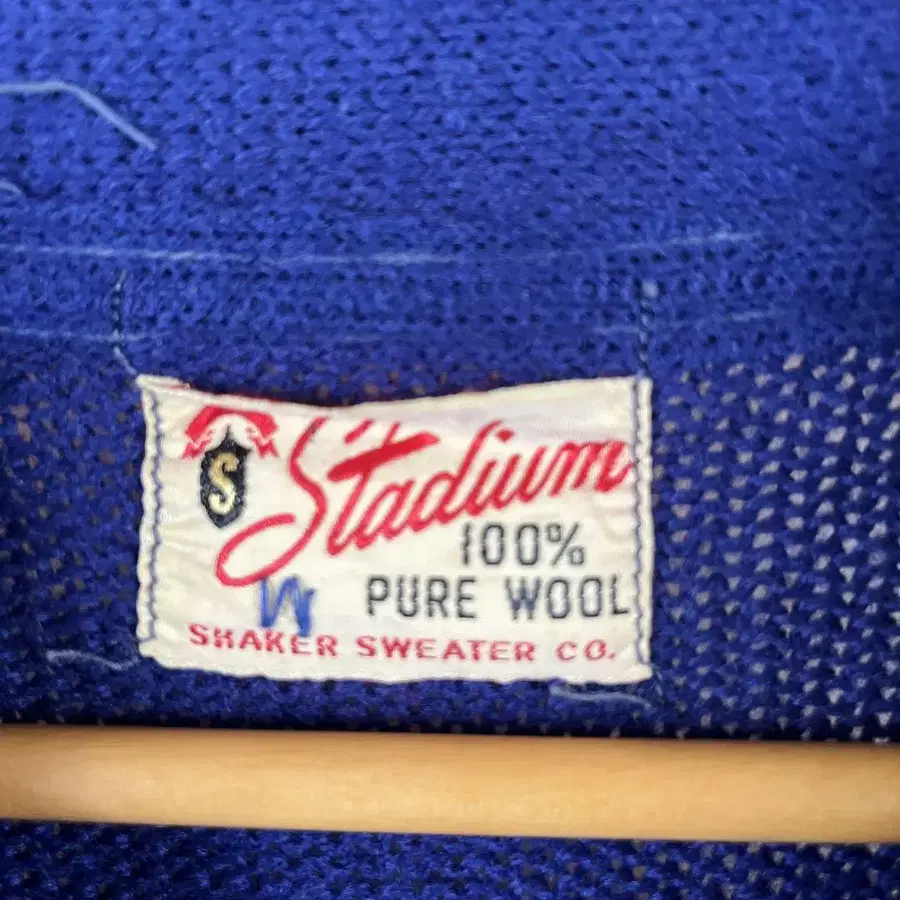 S Stadium
100%
PURE WOOL
SHAKER SWEATER CO.